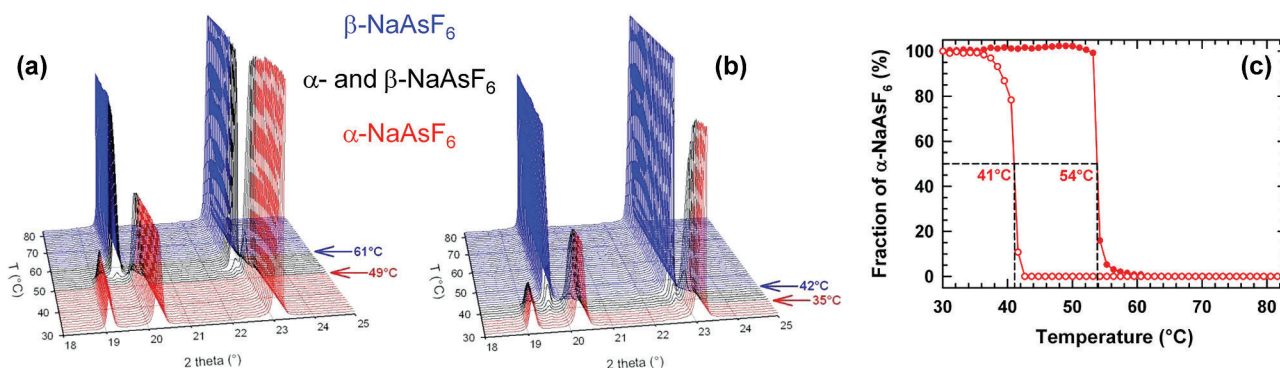 (a)
β-NaAsF6
α- and β-NaAsF6
α-NaAsF6
80
70
60
50
40
30
T (°C)
18
19
20
21
22
23
24
25
2 theta (°)
61°C
49°C
(b)
80
70
60
50
40
30
T (°C)
18
19
20
21
22
23
24
25
2 theta (°)
42°C
35°C
(c)
Fraction of α-NaAsF6 (%)
100
80
60
40
20
0
41°C
54°C
30
40
50
60
70
80
Temperature (°C)